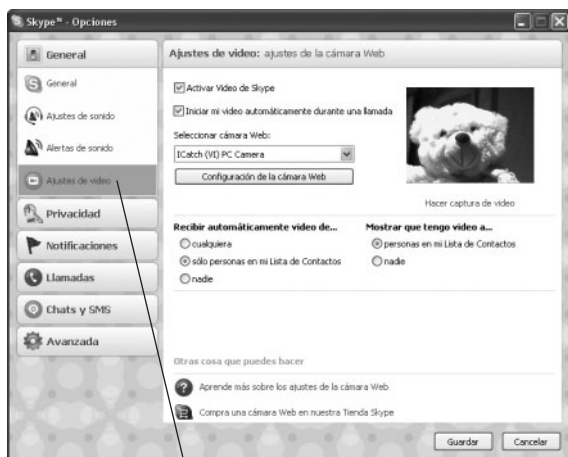 Skype™ - Opciones
General
General
Ajustes de sonido
Alertas de sonido
Ajustes de video
Privacidad
Notificaciones
Llamadas
Chats y SMS
Avanzada
Ajustes de video: ajustes de la cámara Web
Activar Video de Skype
Iniciar mi video automáticamente durante una llamada
Seleccionar cámara Web:
ICatch (VI) PC Camera
Configuración de la cámara Web
Hacer captura de video
Recibir automáticamente video de...
cualquiera
sólo personas en mi Lista de Contactos
nadie
Mostrar que tengo video a...
personas en mi Lista de Contactos
nadie
Otras cosa que puedes hacer
Aprende más sobre los ajustes de la cámara Web
Compra una cámara Web en nuestra Tienda Skype
Guardar
Cancelar